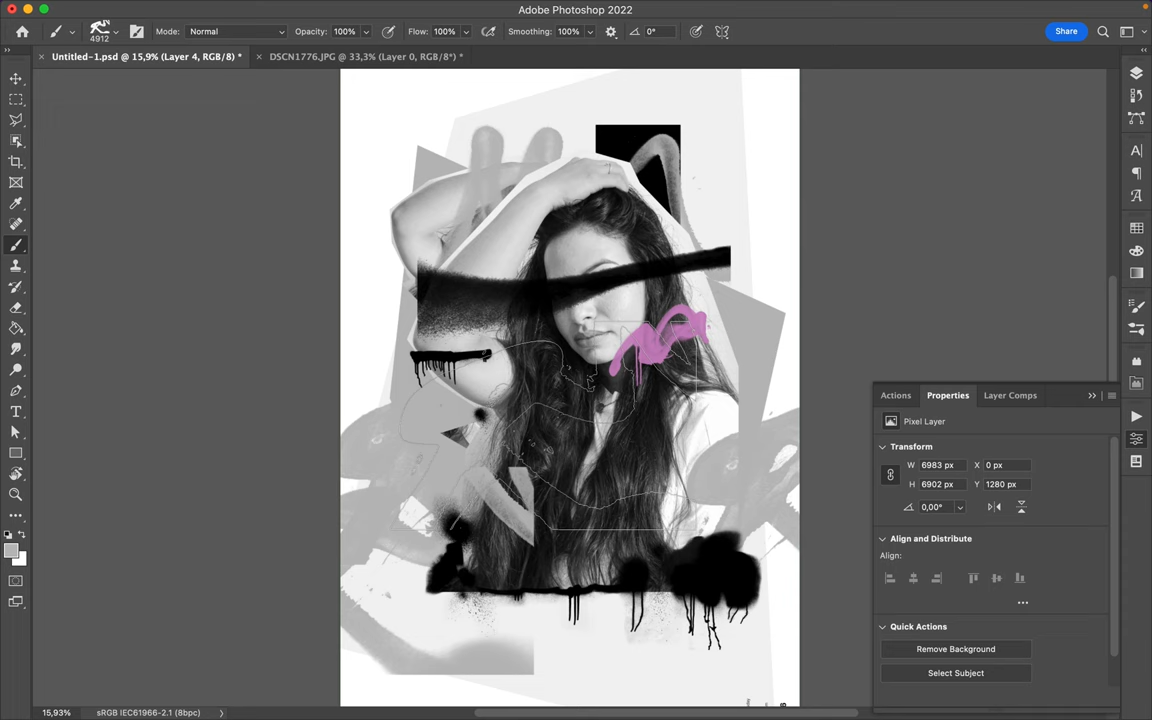 Adobe Photoshop 2022
4912
Mode: Normal Opacity: 100% Flow: 100% Smoothing: 100% 0°
Share
Untitled-1.psd @ 15,9% (Layer 4, RGB/8) * DSCN1776.JPG @ 33,3% (Layer 0, RGB/8*) *
Actions Properties Layer Comps
Pixel Layer
Transform
W 6983 px X 0 px
H 6902 px Y 1280 px
0,00°
Align and Distribute
Align:
Quick Actions
Remove Background
Select Subject
15,93% sRGB IEC61966-2.1 (8bpc)